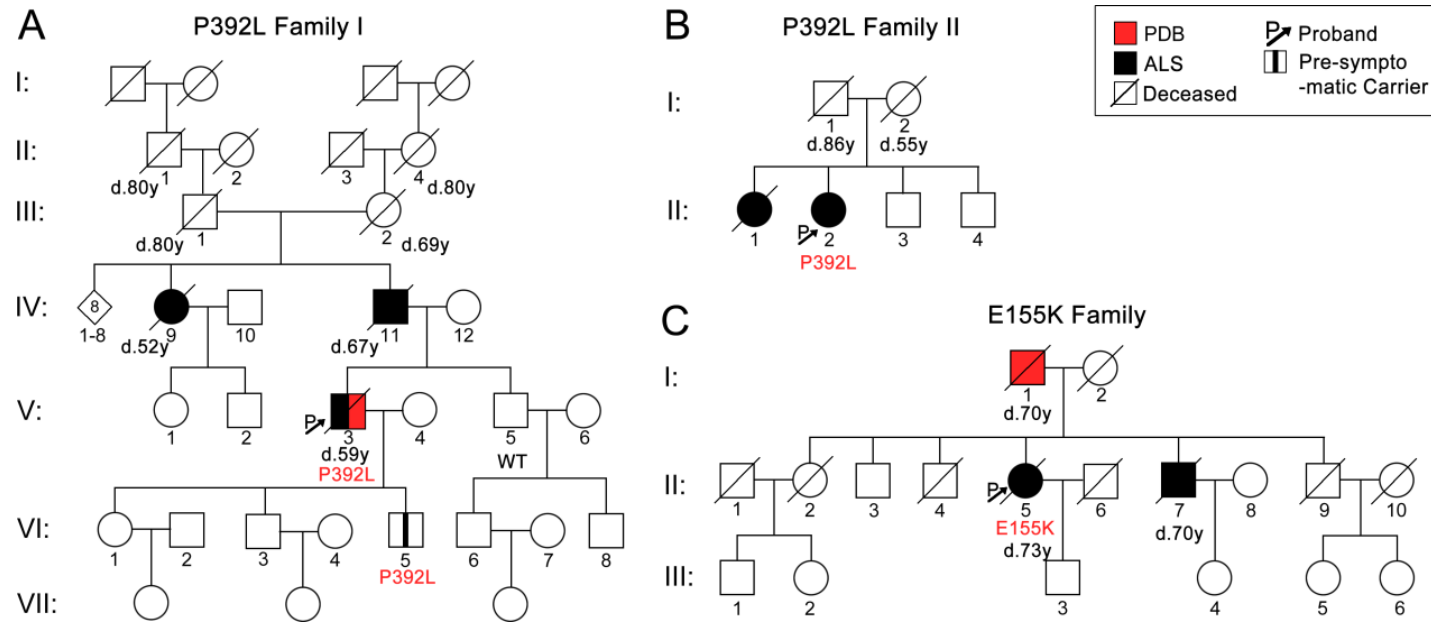 A
P392L Family I
I:
II:
1 2 3 4
d.80y d.80y
III:
1 2
d.80y d.69y
IV:
8
1-8 9 10 11 12
d.52y d.67y
V:
P
1 2 3 4 5 6
d.59y WT
P392L
VI:
1 2 3 4 5 6 7 8
P392L
VII:
B
P392L Family II
I:
1 2
d.86y d.55y
II:
P
1 2 3 4
P392L
PDB
ALS
Deceased
P Proband
Pre-sympto
-matic Carrier
C
E155K Family
I:
1 2
d.70y
II:
P
1 2 3 4 5 6 7 8 9 10
E155K
d.73y d.70y
III:
1 2 3 4 5 6